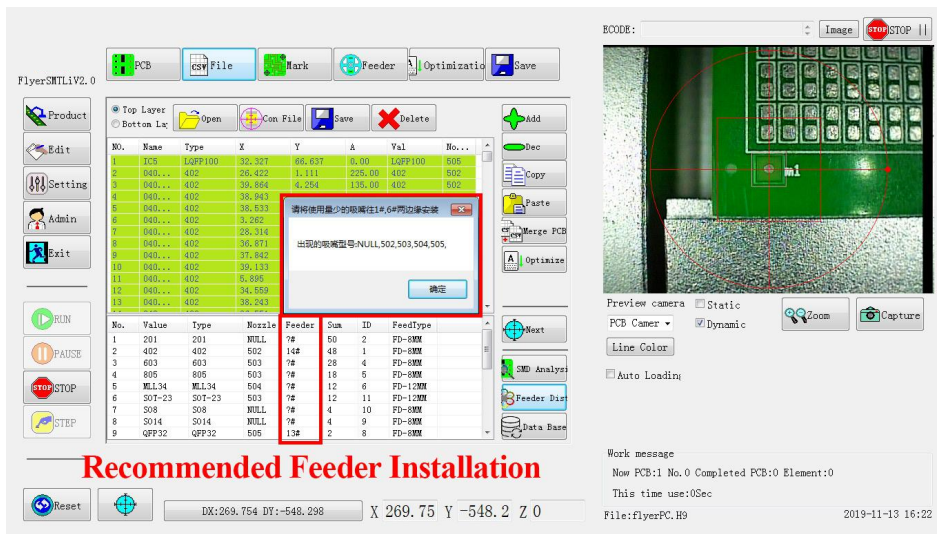 ECODE:
Image
STOP
STOP ||
FlyerSMTLiV2.0
PCB
csv
File
Mark
Feeder
Optimizatio
Save
Product
Edit
Setting
Admin
Exit
RUN
PAUSE
STOP
STOP
STEP
Reset
Top Layer
Bottom La
Open
Con File
Save
Delete
NO. Name Type X Y A Val No...
1 IC5 LQFP100 32.327 66.637 0.00 LQFP100 505
2 040... 402 26.422 1.111 225.00 402 502
3 040... 402 39.864 4.254 135.00 402 502
4 040... 402 38.943
5 040... 402 38.533
6 040... 402 3.262
7 040... 402 28.314
8 040... 402 36.871
9 040... 402 37.842
10 040... 402 39.133
11 040... 402 5.895
12 040... 402 34.559
13 040... 402 38.243
请将使用量少的吸嘴往1#,6#两边缘安装
出现的吸嘴型号:NULL,502,503,504,505,
确定
No. Value Type Nozzle Feeder Sum ID FeedType
1 201 201 NULL ?# 50 2 FD-8MM
2 402 402 502 14# 48 1 FD-8MM
3 603 603 503 ?# 28 4 FD-8MM
4 805 805 503 ?# 18 5 FD-8MM
5 MLL34 MLL34 504 ?# 12 6 FD-12MM
6 SOT-23 SOT-23 503 ?# 12 11 FD-12MM
7 SO8 SO8 NULL ?# 4 10 FD-8MM
8 SO14 SO14 NULL ?# 4 9 FD-8MM
9 QFP32 QFP32 505 13# 2 8 FD-8MM
Add
Dec
Copy
Paste
Merge PCB
Optimize
Next
SMD Analysi
Feeder Dist
Data Base
m1
Preview camera
Static
PCB Camer
Dynamic
Zoom
Capture
Line Color
Auto Loading
Recommended Feeder Installation
DX:269.754 DY:-548.298
X 269.75 Y -548.2 Z 0
Work message
Now PCB:1 No.0 Completed PCB:0 Element:0
This time use:0Sec
File:flyerPC.H9
2019-11-13 16:22